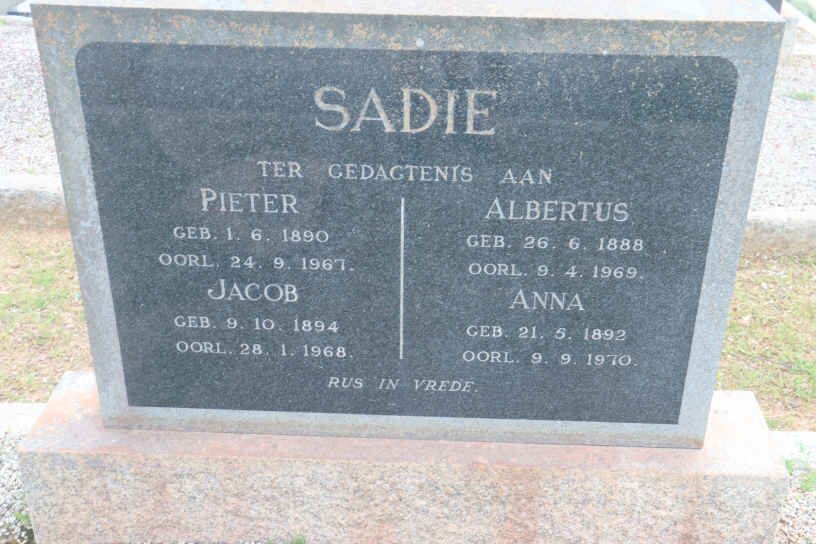 SADIE
TER GEDAGTENIS AAN
PIETER
GEB. 1. 6. 1890
OORL. 24. 9. 1967.
JACOB
GEB. 9. 10. 1894
OORL. 28. 1. 1968.
ALBERTUS
GEB. 26. 6. 1888
OORL. 9. 4. 1969.
ANNA
GEB. 21. 5. 1892
OORL. 9. 9. 1970.
RUS IN VREDE.